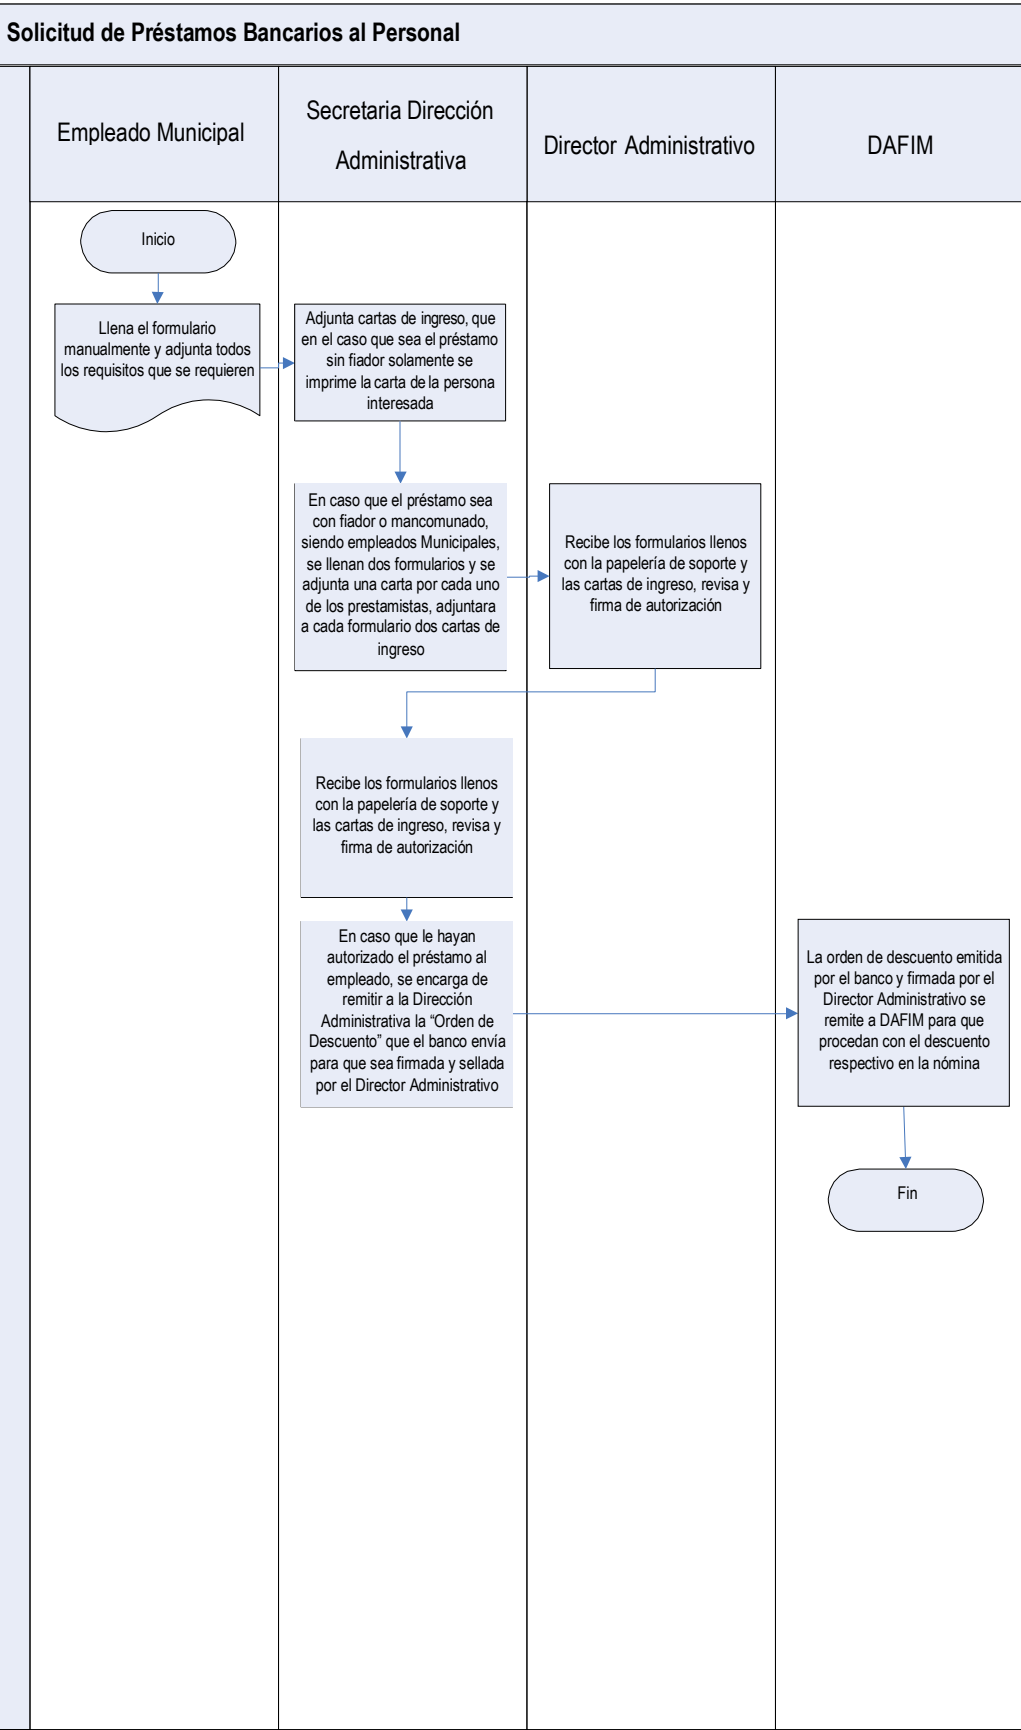 Solicitud de Préstamos Bancarios al Personal
Empleado Municipal
Secretaria Dirección
Administrativa
Director Administrativo
DAFIM
Inicio
Llena el formulario
manualmente y adjunta todos
los requisitos que se requieren
Adjunta cartas de ingreso, que
en el caso que sea el préstamo
sin fiador solamente se
imprime la carta de la persona
interesada
En caso que el préstamo sea
con fiador o mancomunado,
siendo empleados Municipales,
se llenan dos formularios y se
adjunta una carta por cada uno
de los prestamistas, adjuntara
a cada formulario dos cartas de
ingreso
Recibe los formularios llenos
con la papelería de soporte y
las cartas de ingreso, revisa y
firma de autorización
Recibe los formularios llenos
con la papelería de soporte y
las cartas de ingreso, revisa y
firma de autorización
En caso que le hayan
autorizado el préstamo al
empleado, se encarga de
remitir a la Dirección
Administrativa la “Orden de
Descuento” que el banco envía
para que sea firmada y sellada
por el Director Administrativo
La orden de descuento emitida
por el banco y firmada por el
Director Administrativo se
remite a DAFIM para que
procedan con el descuento
respectivo en la nómina
Fin